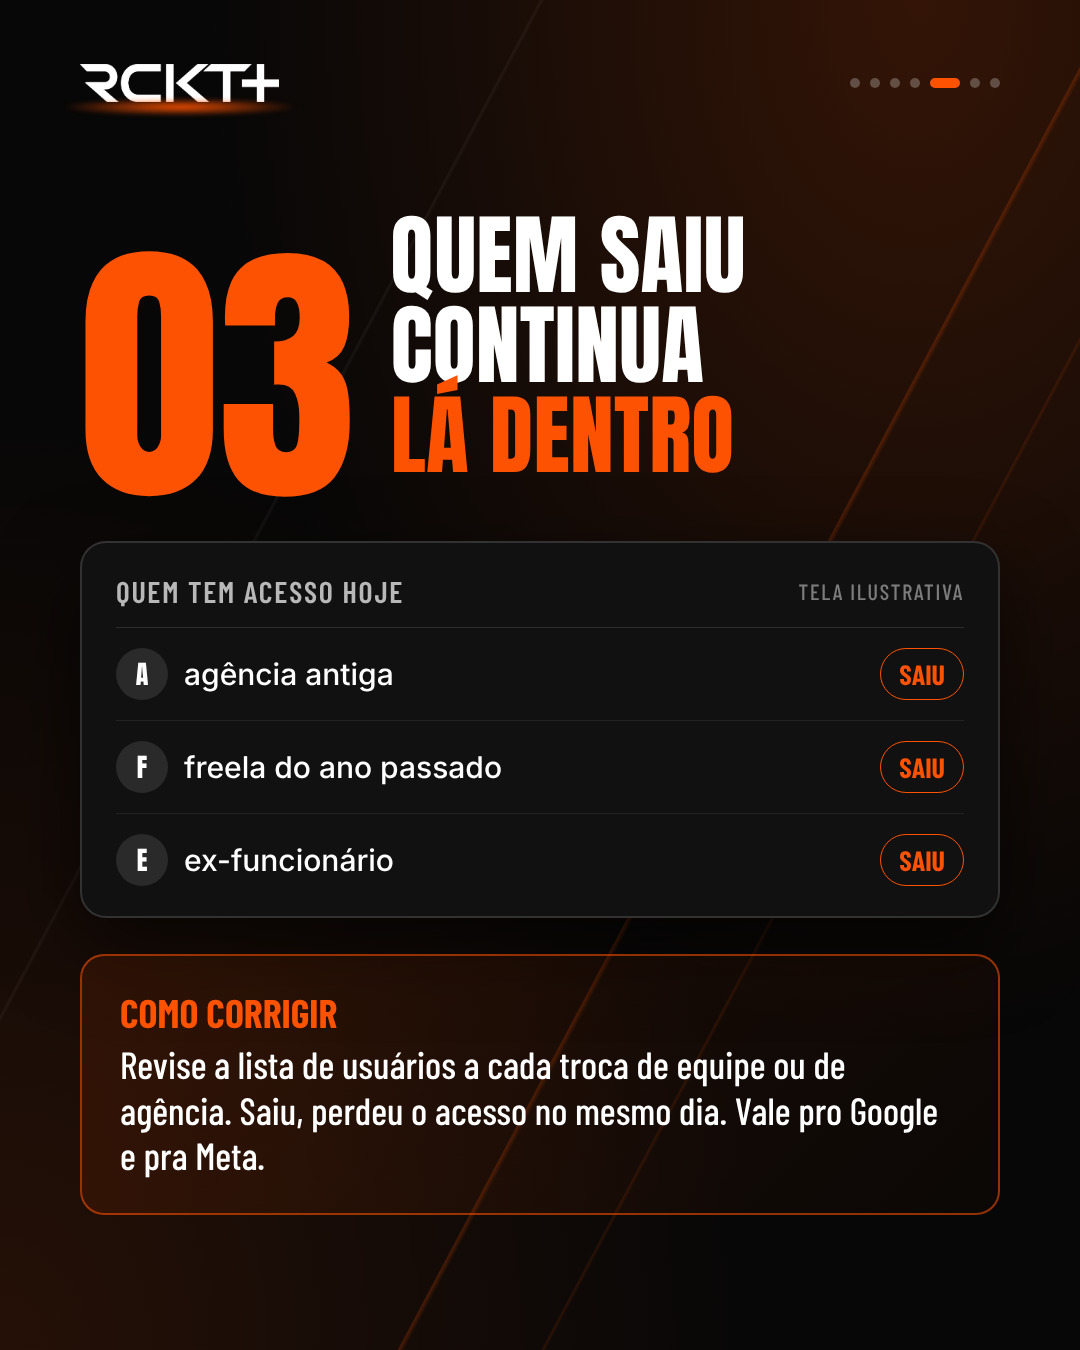 RCKT+
03
QUEM SAIU
CONTINUA
LÁ DENTRO
QUEM TEM ACESSO HOJE
TELA ILUSTRATIVA
A agência antiga SAIU
F freela do ano passado SAIU
E ex-funcionário SAIU
COMO CORRIGIR
Revise a lista de usuários a cada troca de equipe ou de
agência. Saiu, perdeu o acesso no mesmo dia. Vale pro Google
e pra Meta.